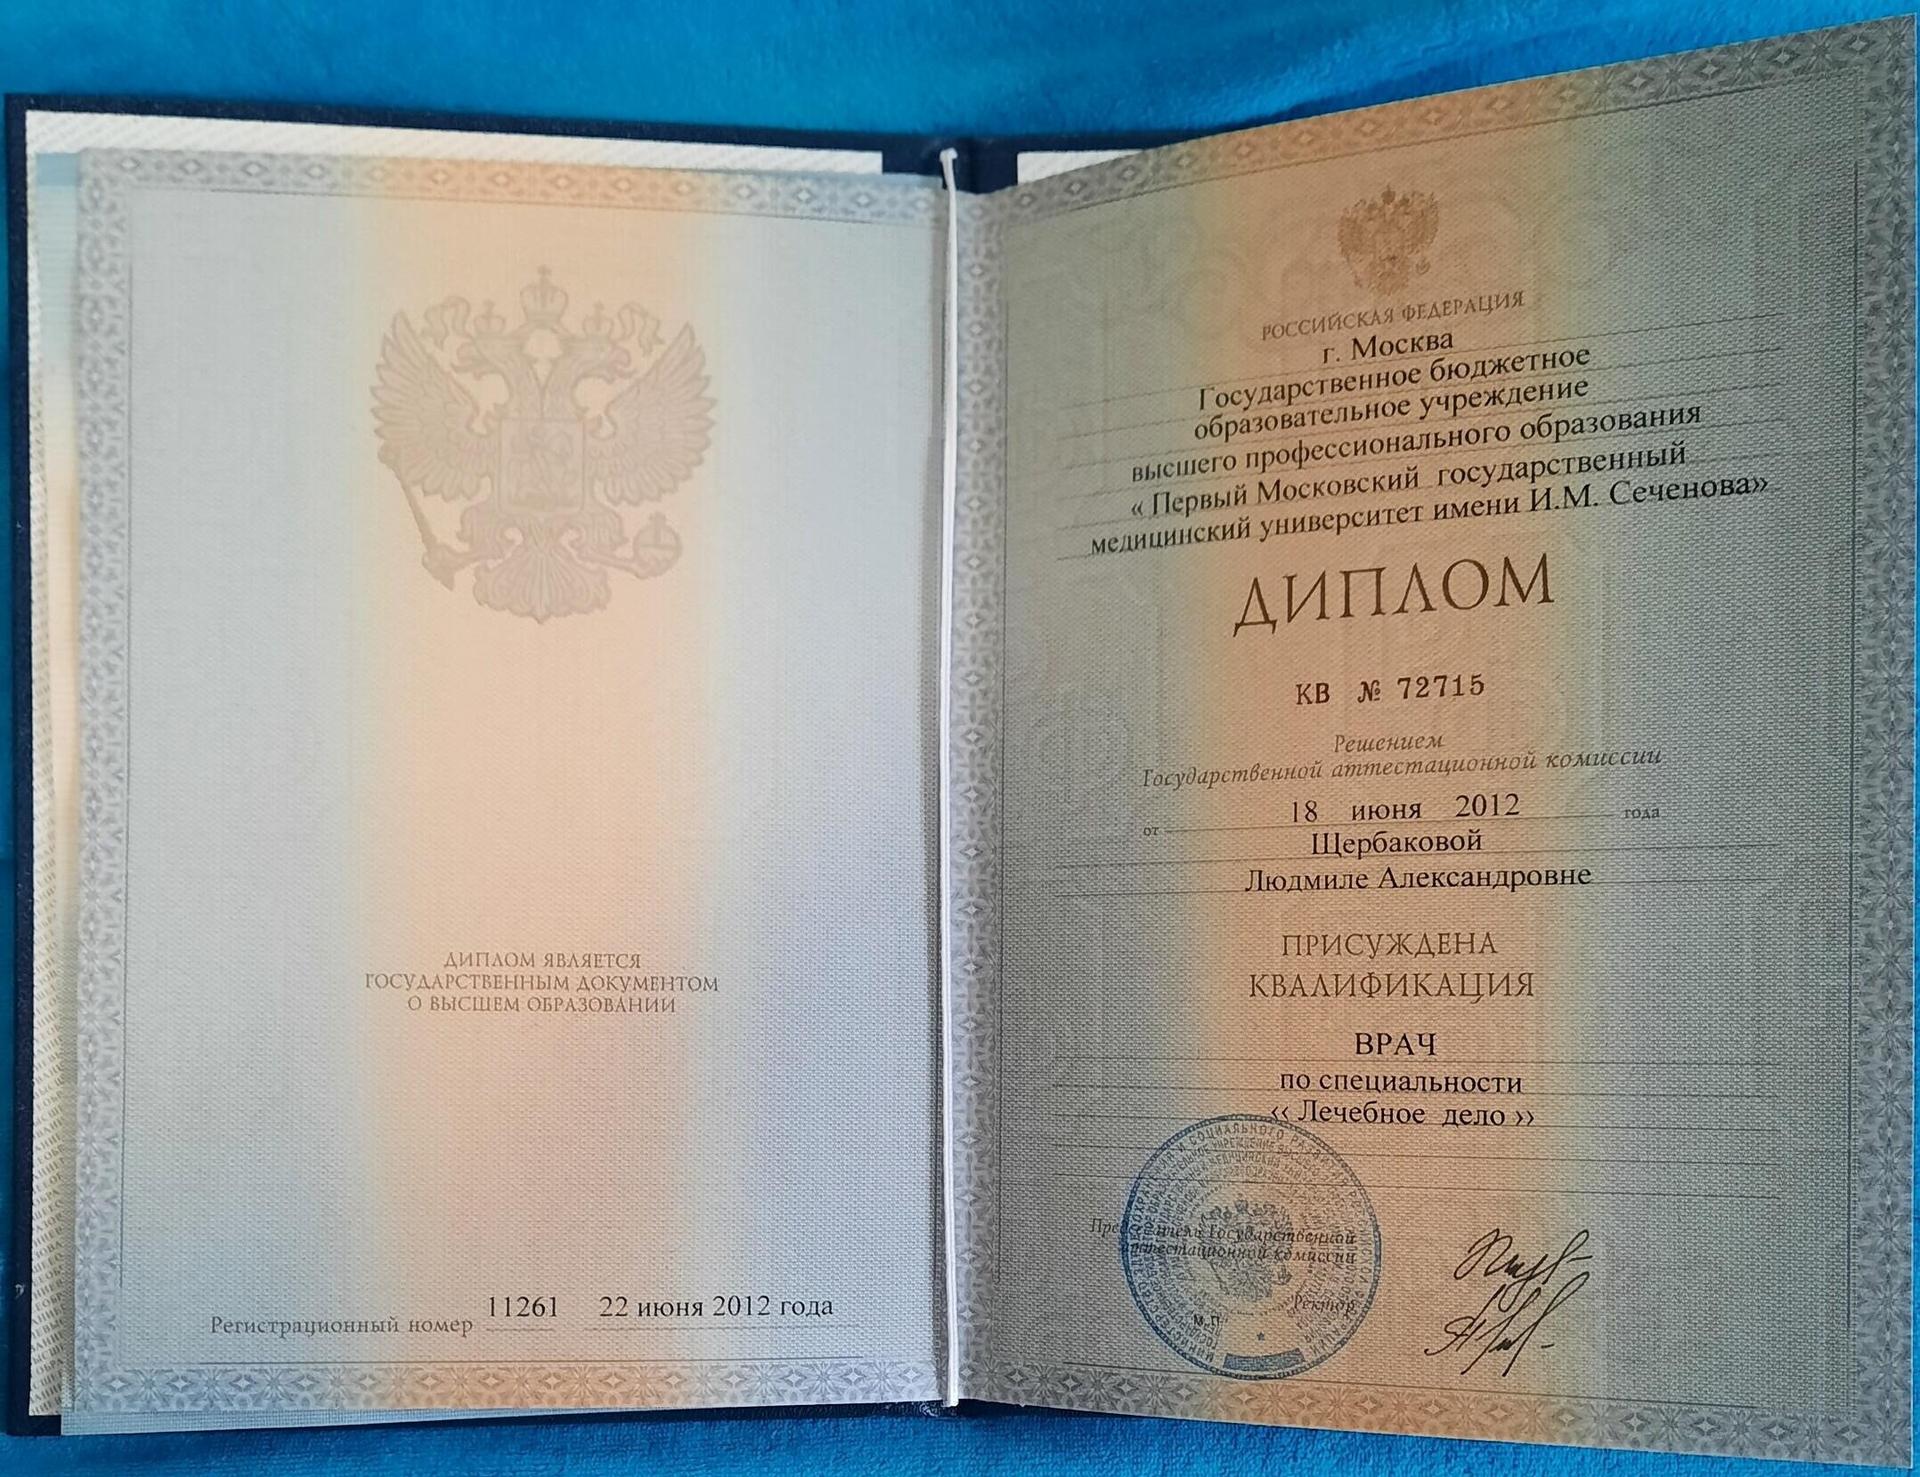 ДИПЛОМ ЯВЛЯЕТСЯ
ГОСУДАРСТВЕННЫМ ДОКУМЕНТОМ
О ВЫСШЕМ ОБРАЗОВАНИИ
Регистрационный номер 11261 22 июня 2012 года
РОССИЙСКАЯ ФЕДЕРАЦИЯ
г. Москва
Государственное бюджетное
образовательное учреждение
высшего профессионального образования
« Первый Московский государственный
медицинский университет имени И.М. Сеченова»
ДИПЛОМ
КВ № 72715
Решением
Государственной аттестационной комиссии
от 18 июня 2012 года
Щербаковой
Людмиле Александровне
ПРИСУЖДЕНА
КВАЛИФИКАЦИЯ
ВРАЧ
по специальности
‹‹ Лечебное дело ››
Государственной
аттестационной комиссии
Ректор
М.П.